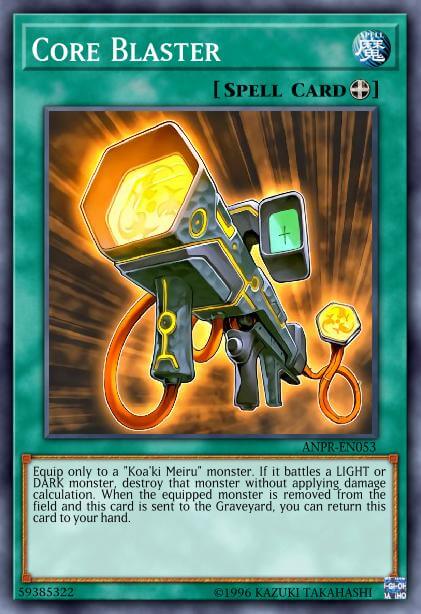 CORE BLASTER
SPELL
魔
[SPELL CARD]
ANPR-EN053
Equip only to a "Koa'ki Meiru" monster. If it battles a LIGHT or
DARK monster, destroy that monster without applying damage
calculation. When the equipped monster is removed from the
field and this card is sent to the Graveyard, you can return this
card to your hand.
59385322
©1996 KAZUKI TAKAHASHI